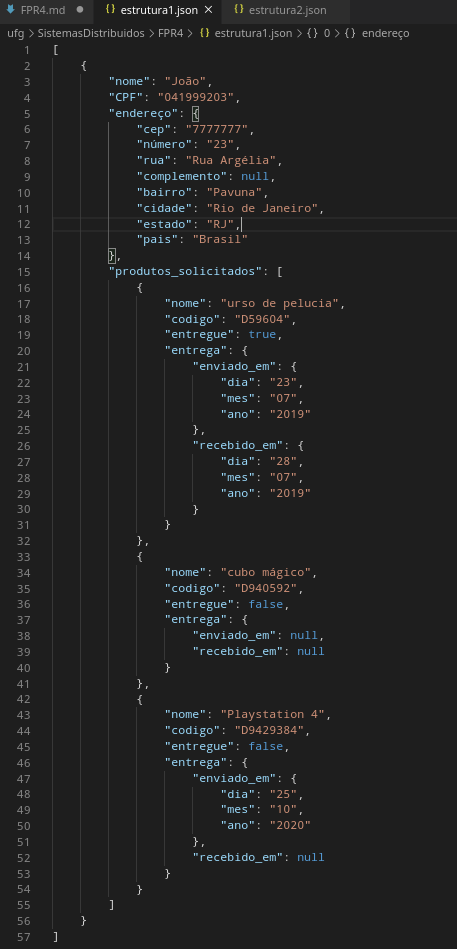 FPR4.md
estrutura1.json
estrutura2.json
ufg > SistemasDistribuidos > FPR4 > {} estrutura1.json > {} 0 > {} endereço
1 [
2 {
3 "nome": "João",
4 "CPF": "041999203",
5 "endereço": {
6 "cep": "7777777",
7 "número": "23",
8 "rua": "Rua Argélia",
9 "complemento": null,
10 "bairro": "Pavuna",
11 "cidade": "Rio de Janeiro",
12 "estado": "RJ",
13 "pais": "Brasil"
14 },
15 "produtos_solicitados": [
16 {
17 "nome": "urso de pelucia",
18 "codigo": "D59604",
19 "entregue": true,
20 "entrega": {
21 "enviado_em": {
22 "dia": "23",
23 "mes": "07",
24 "ano": "2019"
25 },
26 "recebido_em": {
27 "dia": "28",
28 "mes": "07",
29 "ano": "2019"
30 }
31 }
32 },
33 {
34 "nome": "cubo mágico",
35 "codigo": "D940592",
36 "entregue": false,
37 "entrega": {
38 "enviado_em": null,
39 "recebido_em": null
40 }
41 },
42 {
43 "nome": "Playstation 4",
44 "codigo": "D9429384",
45 "entregue": false,
46 "entrega": {
47 "enviado_em": {
48 "dia": "25",
49 "mes": "10",
50 "ano": "2020"
51 },
52 "recebido_em": null
53 }
54 }
55 ]
56 }
57 ]